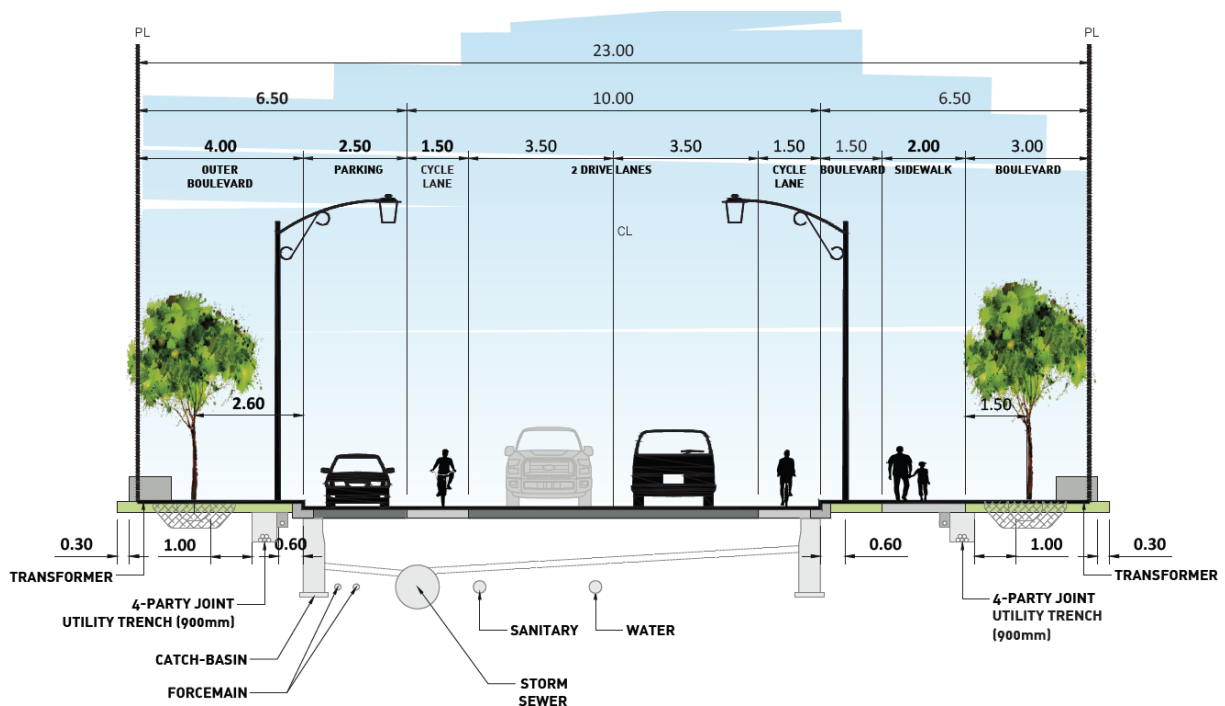 PL
PL
23.00
6.50
10.00
6.50
4.00
2.50
1.50
3.50
3.50
1.50
1.50
2.00
3.00
OUTER
BOULEVARD
PARKING
CYCLE
LANE
2 DRIVE LANES
CYCLE
LANE
BOULEVARD
SIDEWALK
BOULEVARD
CL
2.60
1.50
0.30
1.00
0.60
0.60
1.00
0.30
TRANSFORMER
TRANSFORMER
4-PARTY JOINT
UTILITY TRENCH (900mm)
4-PARTY JOINT
UTILITY TRENCH
(900mm)
SANITARY
WATER
CATCH-BASIN
FORCEMAIN
STORM
SEWER